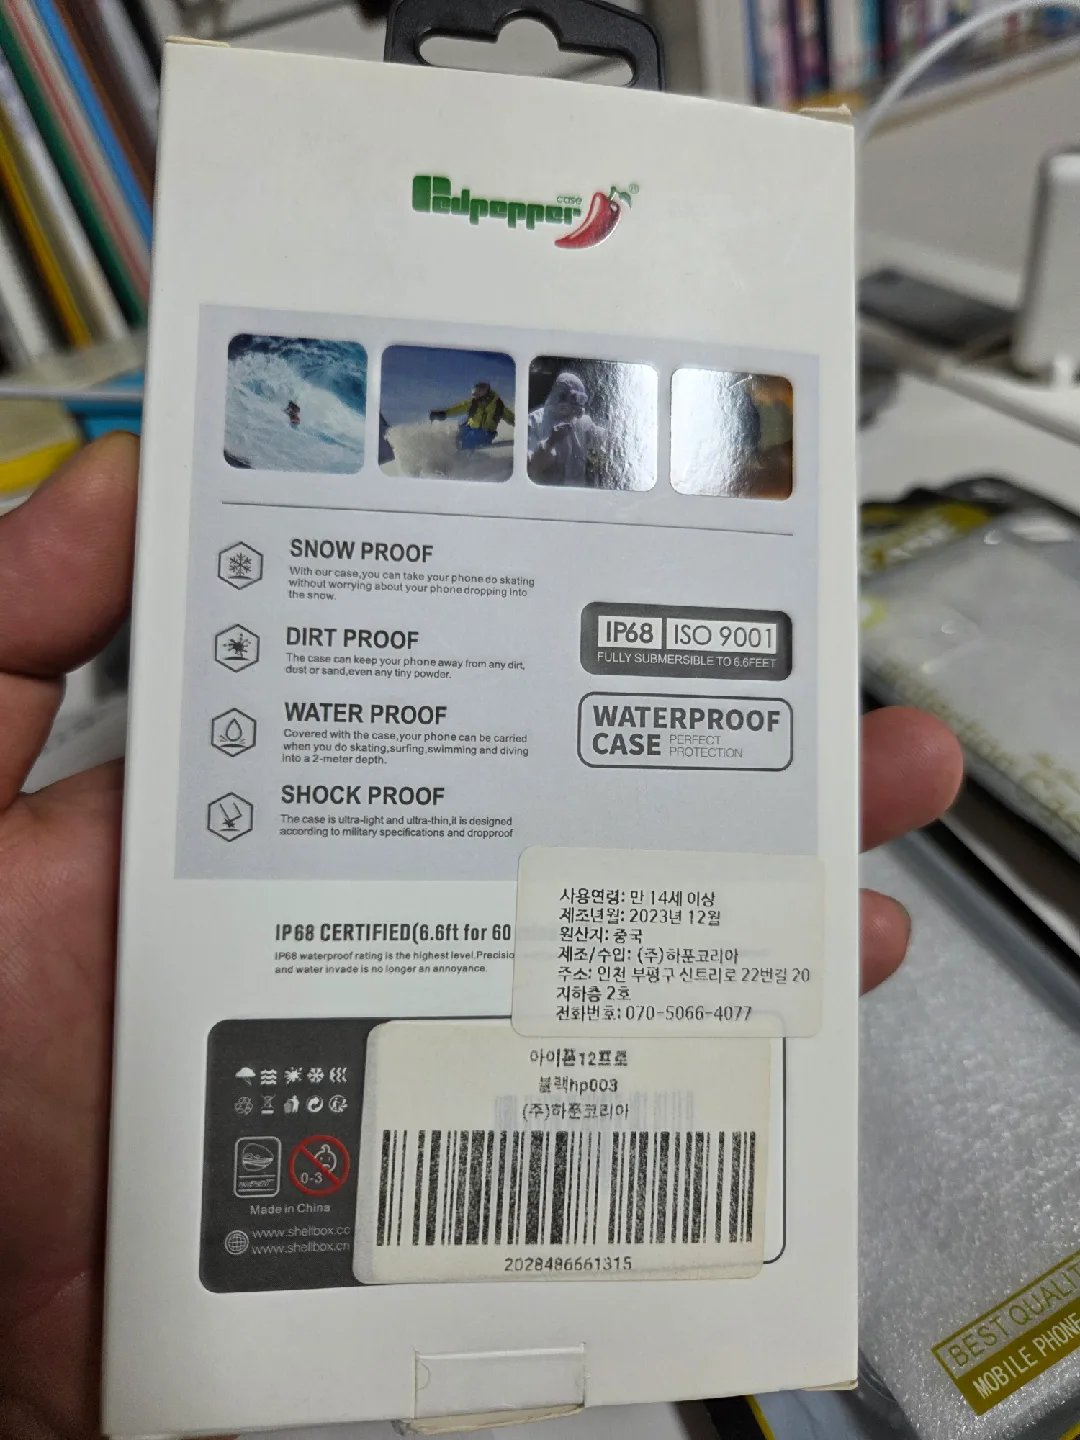 Redpepper case ®
SNOW PROOF
With our case,you can take your phone do skating
without worrying about your phone dropping into
the snow.
DIRT PROOF
The case can keep your phone away from any dirt,
dust or sand,even any tiny powder.
WATER PROOF
Covered with the case,your phone can be carried
when you do skating,surfing,swimming and diving
into a 2-meter depth.
SHOCK PROOF
The case is ultra-light and ultra-thin,it is designed
according to military specifications and dropproof
IP68 ISO 9001
FULLY SUBMERSIBLE TO 6.6FEET
WATERPROOF
CASE PERFECT
PROTECTION
IP68 CERTIFIED(6.6ft for 60
IP68 waterproof rating is the highest level.Precisio
and water invade is no longer an annoyance.
사용연령: 만 14세 이상
제조년월: 2023년 12월
원산지: 중국
제조/수입: (주)하푼코리아
주소: 인천 부평구 신트리로 22번길 20
지하층 2호
전화번호: 070-5066-4077
아이폰12프로
블랙hp003
(주)하푼코리아
2028486661315
0-3
Made in China
www.shellbox.cc
www.shellbox.cn
BEST QUALIT
MOBILE PHONE